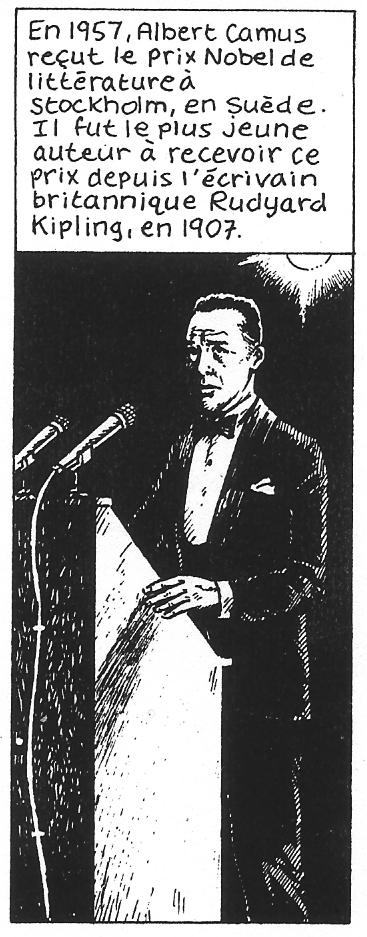 En 1957, Albert Camus
reçut le Prix Nobel de
littérature à
Stockholm, en Suède.
Il fut le plus jeune
auteur à recevoir ce
prix depuis l'écrivain
britannique Rudyard
Kipling, en 1907.